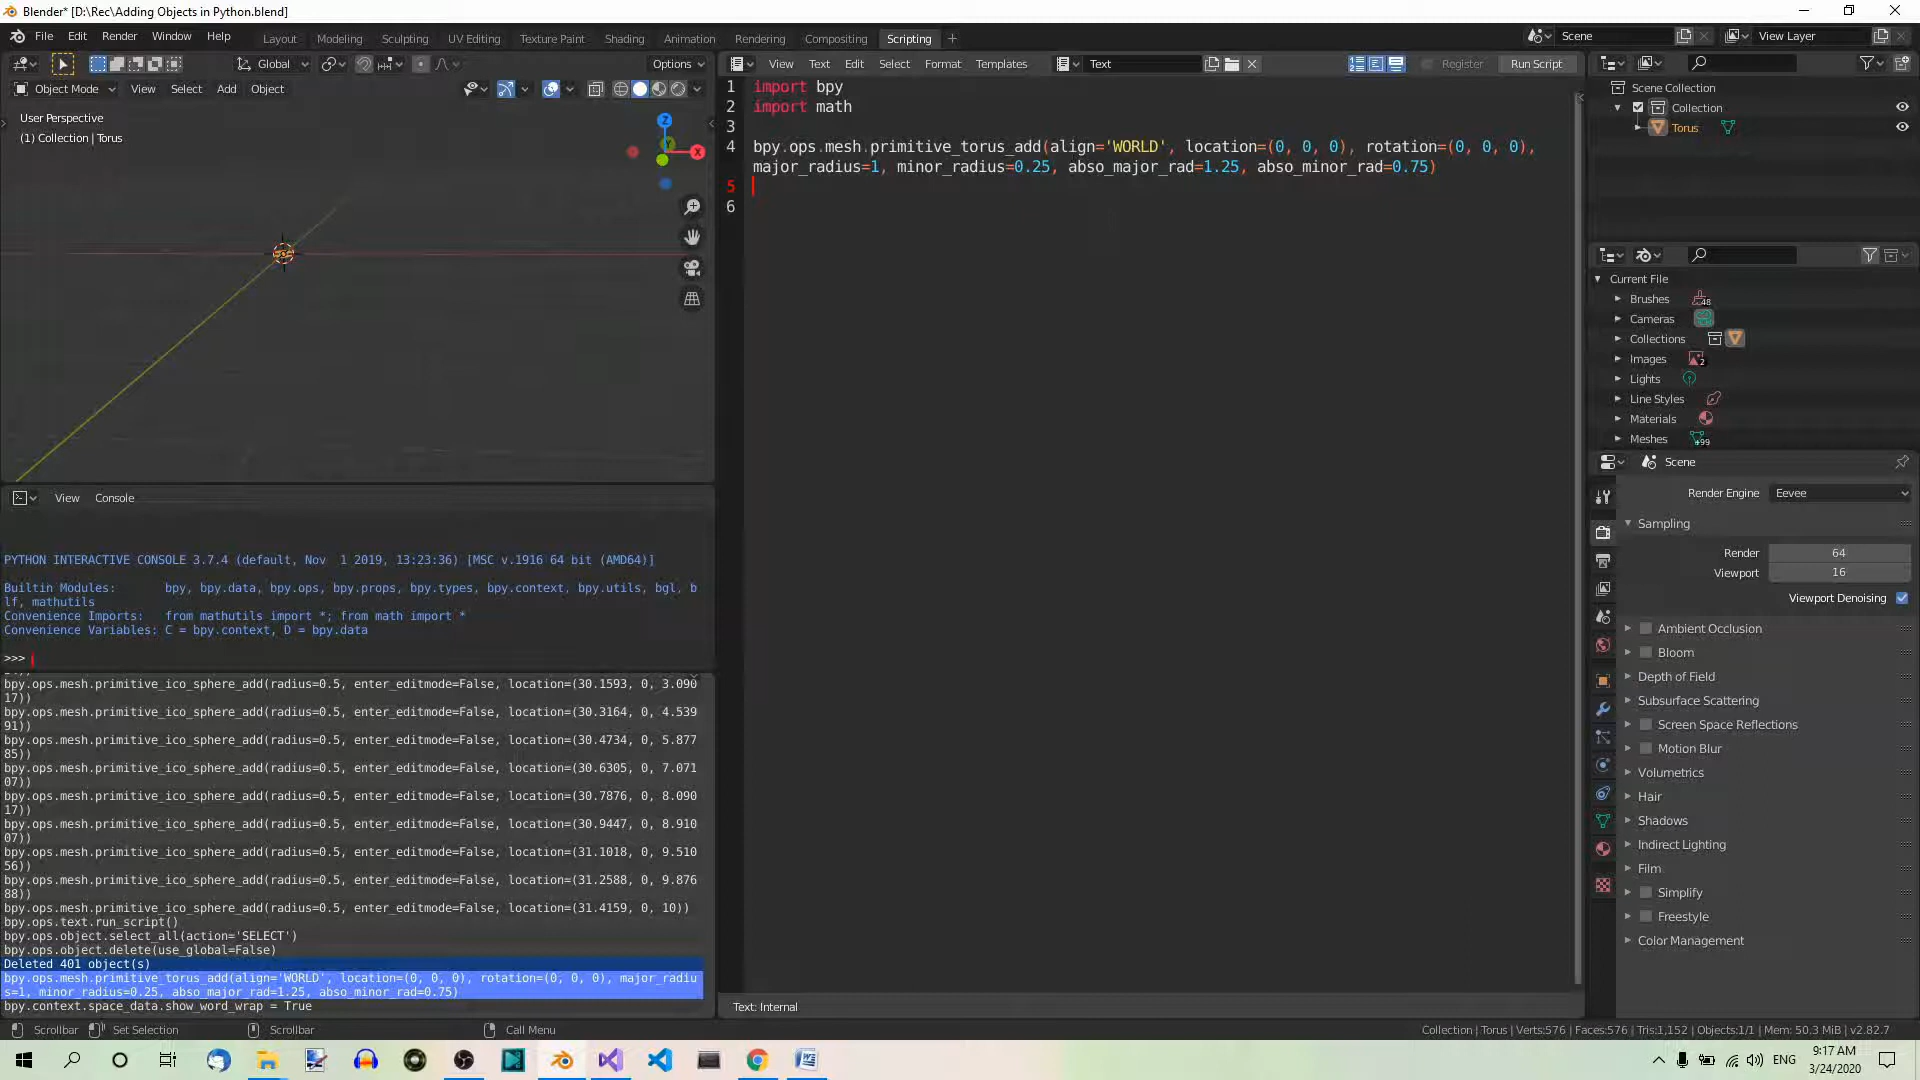 Blender* [D:\Rec\Adding Objects in Python.blend]
File Edit Render Window Help
Layout Modeling Sculpting UV Editing Texture Paint Shading Animation Rendering Compositing Scripting
Scene
View Layer
Global
Options
View Text Edit Select Format Templates
Text
Register
Run Script
Object Mode View Select Add Object
User Perspective
(1) Collection | Torus
Z
Y
X
1 import bpy
2 import math
3
4 bpy.ops.mesh.primitive_torus_add(align='WORLD', location=(0, 0, 0), rotation=(0, 0, 0),
major_radius=1, minor_radius=0.25, abso_major_rad=1.25, abso_minor_rad=0.75)
5
6
Scene Collection
Collection
Torus
Current File
Brushes 48
Cameras
Collections
Images 2
Lights
Line Styles
Materials
Meshes +99
Scene
Render Engine Eevee
Sampling
Render 64
Viewport 16
Viewport Denoising
Ambient Occlusion
Bloom
Depth of Field
Subsurface Scattering
Screen Space Reflections
Motion Blur
Volumetrics
Hair
Shadows
Indirect Lighting
Film
Simplify
Freestyle
Color Management
View Console
PYTHON INTERACTIVE CONSOLE 3.7.4 (default, Nov  1 2019, 13:23:36) [MSC v.1916 64 bit (AMD64)]
Builtin Modules:       bpy, bpy.data, bpy.ops, bpy.props, bpy.types, bpy.context, bpy.utils, bgl, b
lf, mathutils
Convenience Imports:   from mathutils import *; from math import *
Convenience Variables: C = bpy.context, D = bpy.data
>>>
bpy.ops.mesh.primitive_ico_sphere_add(radius=0.5, enter_editmode=False, location=(30.1593, 0, 3.090
17))
bpy.ops.mesh.primitive_ico_sphere_add(radius=0.5, enter_editmode=False, location=(30.3164, 0, 4.539
91))
bpy.ops.mesh.primitive_ico_sphere_add(radius=0.5, enter_editmode=False, location=(30.4734, 0, 5.877
85))
bpy.ops.mesh.primitive_ico_sphere_add(radius=0.5, enter_editmode=False, location=(30.6305, 0, 7.071
07))
bpy.ops.mesh.primitive_ico_sphere_add(radius=0.5, enter_editmode=False, location=(30.7876, 0, 8.090
17))
bpy.ops.mesh.primitive_ico_sphere_add(radius=0.5, enter_editmode=False, location=(30.9447, 0, 8.910
07))
bpy.ops.mesh.primitive_ico_sphere_add(radius=0.5, enter_editmode=False, location=(31.1018, 0, 9.510
56))
bpy.ops.mesh.primitive_ico_sphere_add(radius=0.5, enter_editmode=False, location=(31.2588, 0, 9.876
88))
bpy.ops.mesh.primitive_ico_sphere_add(radius=0.5, enter_editmode=False, location=(31.4159, 0, 10))
bpy.ops.text.run_script()
bpy.ops.object.select_all(action='SELECT')
bpy.ops.object.delete(use_global=False)
Deleted 401 object(s)
bpy.ops.mesh.primitive_torus_add(align='WORLD', location=(0, 0, 0), rotation=(0, 0, 0), major_radiu
s=1, minor_radius=0.25, abso_major_rad=1.25, abso_minor_rad=0.75)
bpy.context.space_data.show_word_wrap = True
Text: Internal
Scrollbar Set Selection Scrollbar Call Menu
Collection | Torus | Verts:576 | Faces:576 | Tris:1,152 | Objects:1/1 | Mem: 50.3 MiB | v2.82.7
ENG
9:17 AM
3/24/2020